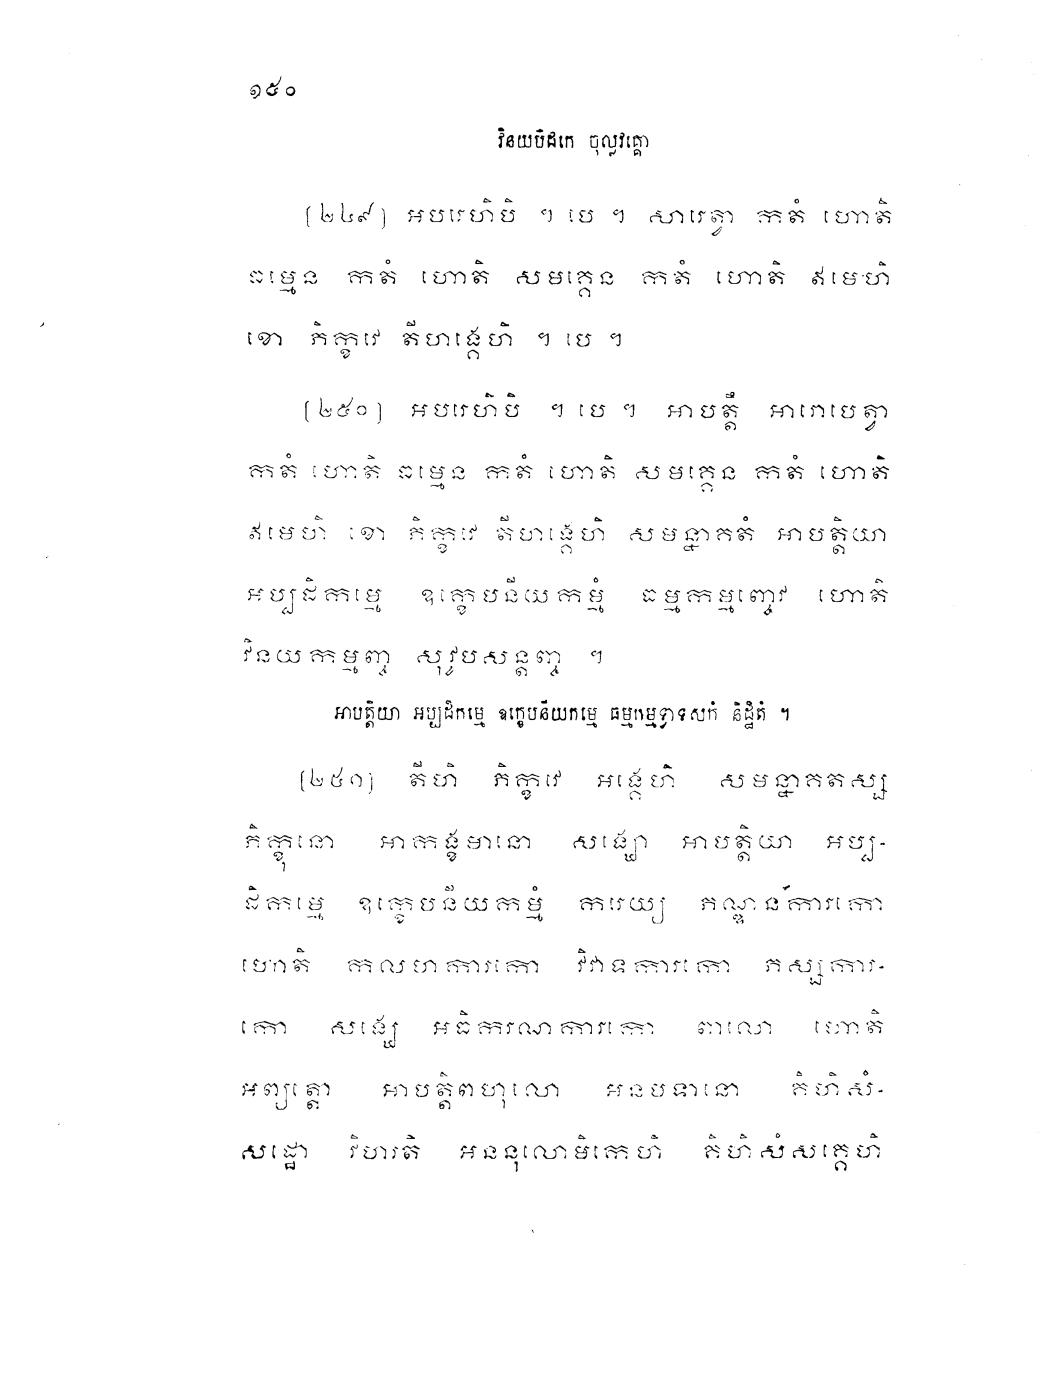 ១៥០
វិនយបិដកេ ចុល្លវគ្គោ
(២៤៩) អបរេហិបិ ។ បេ ។ សារេត្វា កតំ ហោតិ
ធម្មេន កតំ ហោតិ សមគ្គេន កតំ ហោតិ ឥមេហិ
ខោ ភិក្ខវេ តីហង្គេហិ ។ បេ ។
(២៥០) អបរេហិបិ ។ បេ ។ អាបត្តឹ អារោបេត្វា
កតំ ហោតិ ធម្មេន កតំ ហោតិ សមគ្គេន កតំ ហោតិ
ឥមេហិ ខោ ភិក្ខវេ តីហង្គេហិ សមន្នាគតំ អាបត្តិយា
អប្បដិកម្មេ ឧក្ខេបនីយកម្មំ ធម្មកម្មញ្ចេវ ហោតិ
វិនយកម្មញ្ច សុវូបសន្តញ្ច ។
អាបត្តិយា អប្បដិកម្មេ ឧក្ខេបនីយកម្មេ ធម្មកម្មទ្វាទសកំ និដ្ឋិតំ ។
(២៥១) តីហិ ភិក្ខវេ អង្គេហិ សមន្នាគតស្ស
ភិក្ខុនោ អាកង្ខមានោ សង្ឃោ អាបត្តិយា អប្ប-
ដិកម្មេ ឧក្ខេបនីយកម្មំ ករេយ្យ ភណ្ឌនការកោ
ហោតិ កលហការកោ វិវាទការកោ ភស្សការ-
កោ សង្ឃេ អធិករណការកោ ពាលោ ហោតិ
អព្យត្តោ អាបត្តិពហុលោ អនបទានោ គិហិសំ-
សដ្ឋោ វិហរតិ អននុលោមិកេហិ គិហិសំសគ្គេហិ